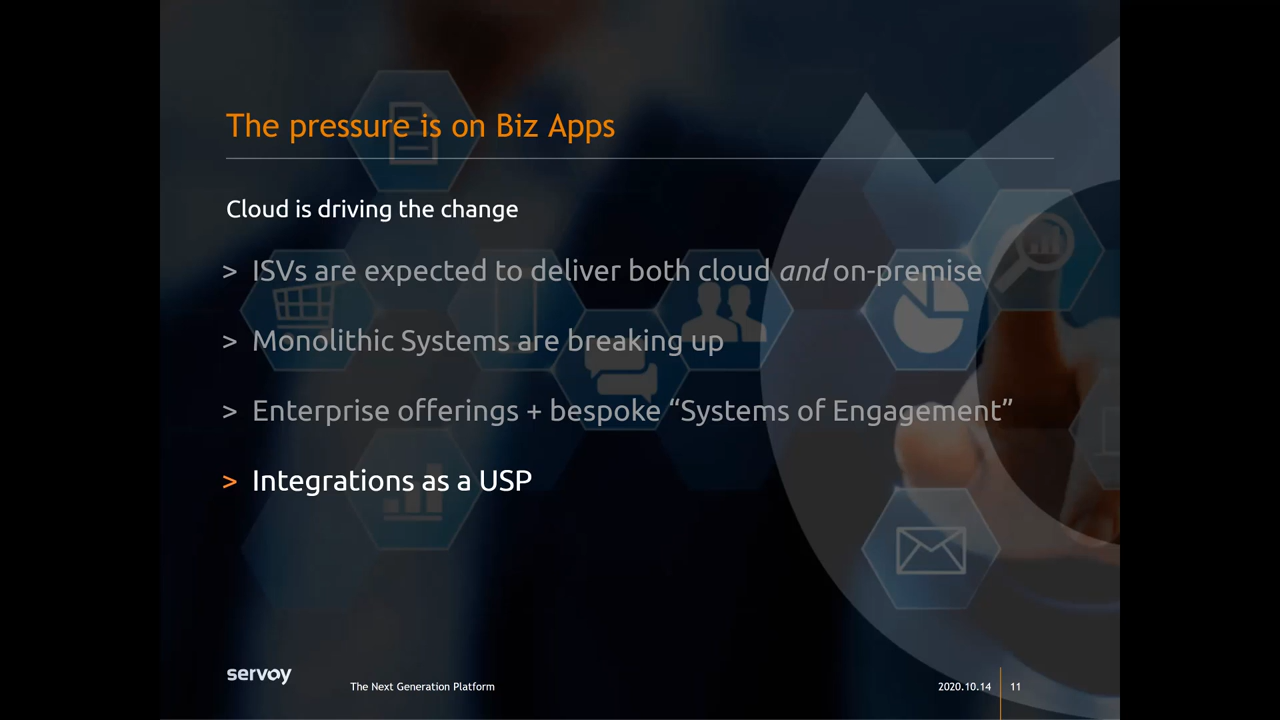 The pressure is on Biz Apps
Cloud is driving the change
> ISVs are expected to deliver both cloud and on-premise
> Monolithic Systems are breaking up
> Enterprise offerings + bespoke “Systems of Engagement”
> Integrations as a USP
servoy
The Next Generation Platform
2020.10.14
11